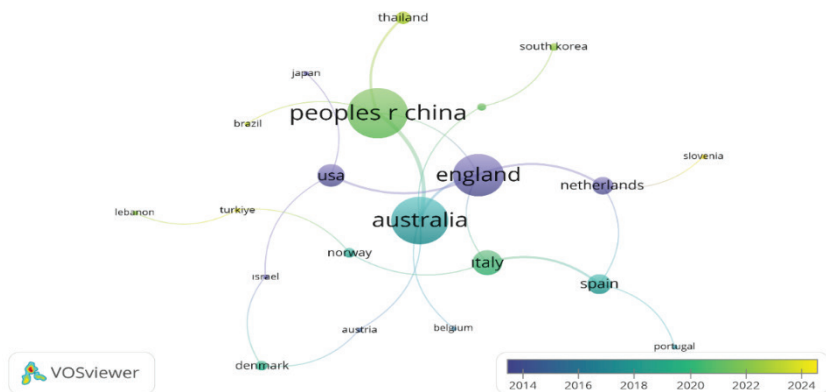 thailand
south korea
japan
peoples r china
brazil
slovenia
usa
england
netherlands
lebanon
turkiye
australia
norway
italy
israel
spain
austria
belgium
portugal
denmark
VOSviewer
2014 2016 2018 2020 2022 2024